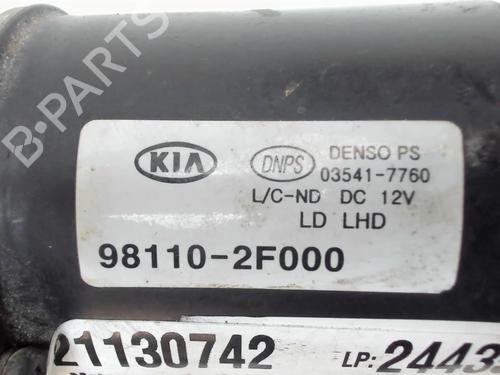 KIA DNPS DENSO PS
03541-7760
L/C-ND DC 12V
LD LHD
98110-2F000
21130742 LP: 2443
B-PARTS